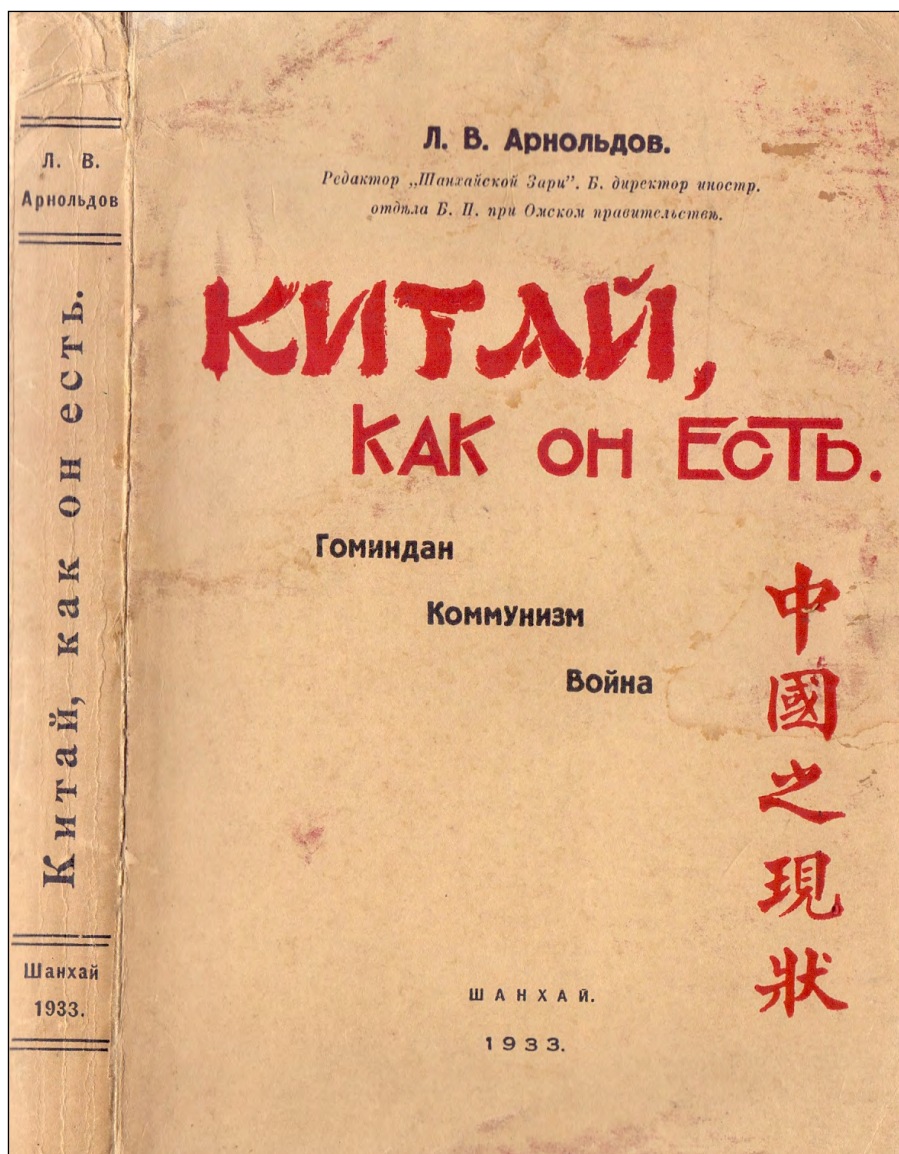 Л. В.
Арнольдов
Китай, как он есть.
Шанхай
1933.
Л. В. Арнольдов.
Редактор „Шанхайской Зари”. Б. директор иностр.
отдѣла Б. П. при Омском правительствѣ.
КИТАЙ,
КАК ОН ЕСТЬ.
Гоминдан
Коммунизм
Война
中國之現狀
ШАНХАЙ.
1933.